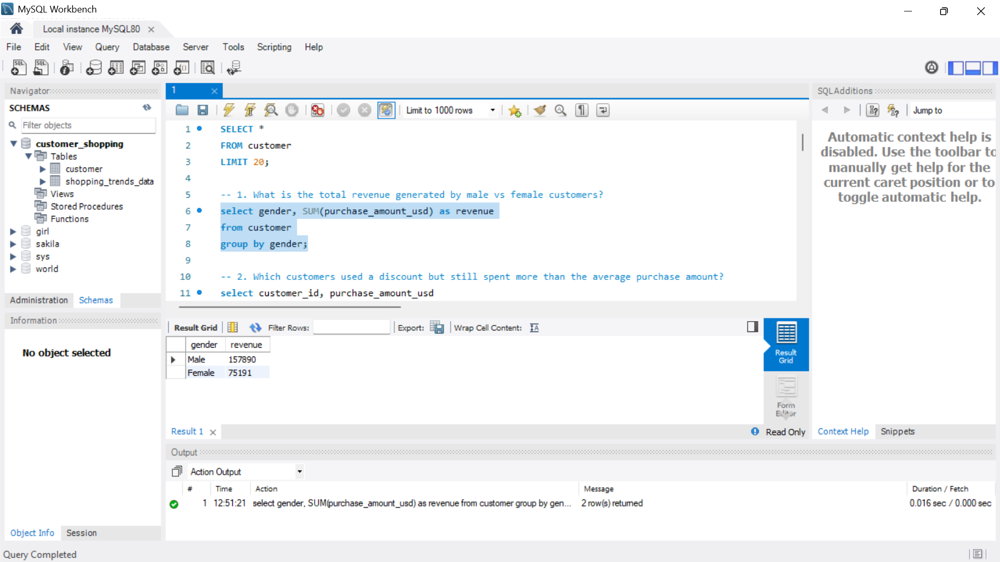 MySQL Workbench
Local instance MySQL80
File Edit View Query Database Server Tools Scripting Help
Navigator
SCHEMAS
Filter objects
customer_shopping
Tables
customer
shopping_trends_data
Views
Stored Procedures
Functions
girl
sakila
sys
world
Administration Schemas
Information
No object selected
Object Info Session
1
Limit to 1000 rows
1 SELECT *
2 FROM customer
3 LIMIT 20;
4
5 -- 1. What is the total revenue generated by male vs female customers?
6 select gender, SUM(purchase_amount_usd) as revenue
7 from customer
8 group by gender;
9
10 -- 2. Which customers used a discount but still spent more than the average purchase amount?
11 select customer_id, purchase_amount_usd
Result Grid Filter Rows: Export: Wrap Cell Content:
gender revenue
Male 157890
Female 75191
Result Grid
Form Editor
Result 1
Read Only
SQLAdditions
Jump to
Automatic context help is
disabled. Use the toolbar to
manually get help for the
current caret position or to
toggle automatic help.
Context Help Snippets
Output
Action Output
# Time Action Message Duration / Fetch
1 12:51:21 select gender, SUM(purchase_amount_usd) as revenue from customer group by gen... 2 row(s) returned 0.016 sec / 0.000 sec
Query Completed